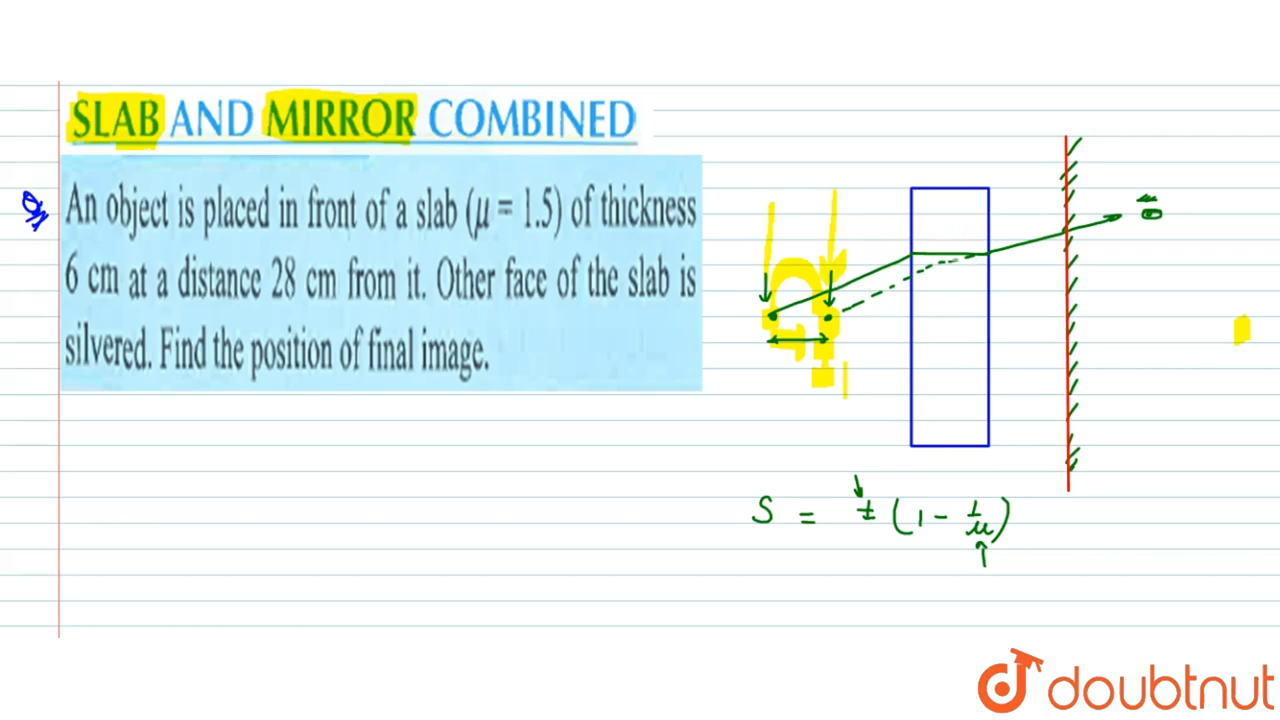 SLAB AND MIRROR COMBINED
An object is placed in front of a slab (μ = 1.5) of thickness
6 cm at a distance 28 cm from it. Other face of the slab is
silvered. Find the position of final image.
S = t (1 - 1/μ)
doubtnut